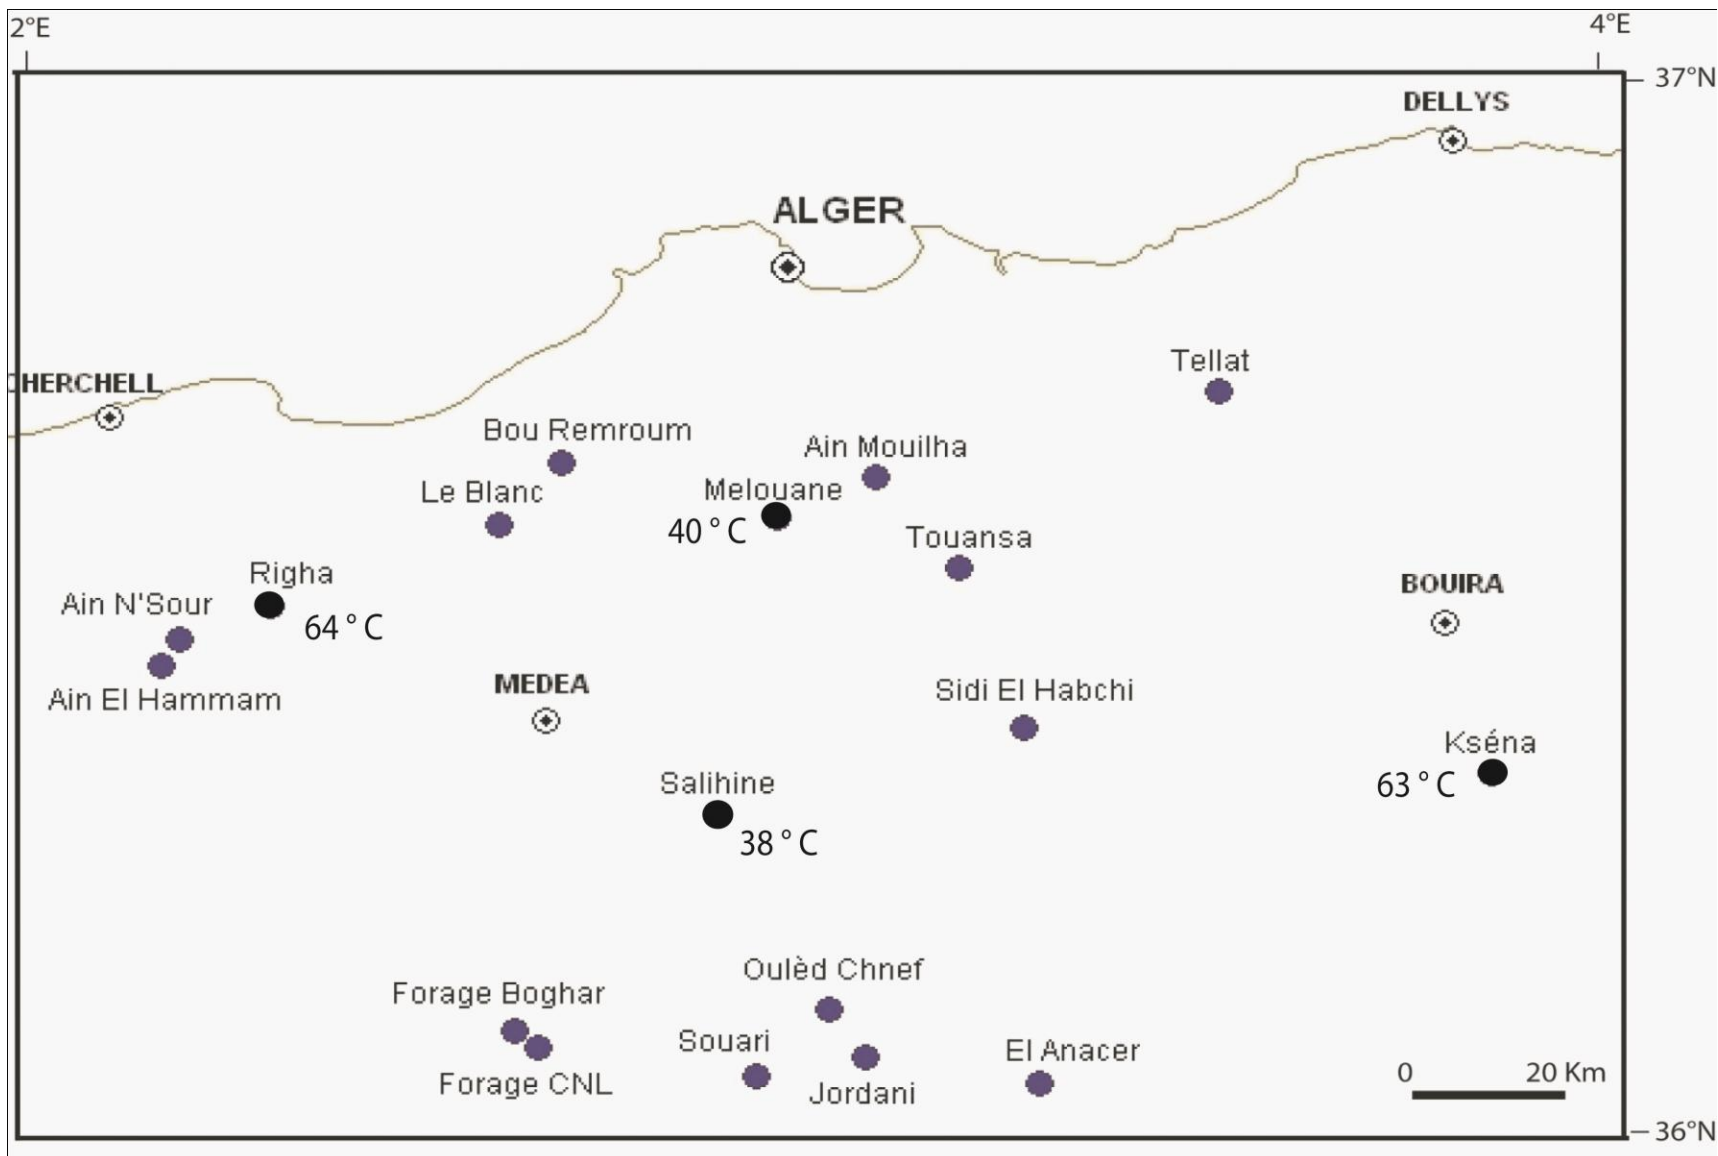 2°E
4°E
37°N
DELLYS
ALGER
Tellat
CHERCHELL
Bou Remroum
Ain Mouilha
Le Blanc
Melouane
40 ° C
Touansa
Righa
BOUIRA
Ain N'Sour
64 ° C
MEDEA
Sidi El Habchi
Ain El Hammam
Kséna
63 ° C
Salihine
38 ° C
Oulèd Chnef
Forage Boghar
Souari
El Anacer
Forage CNL
Jordani
0 20 Km
36°N